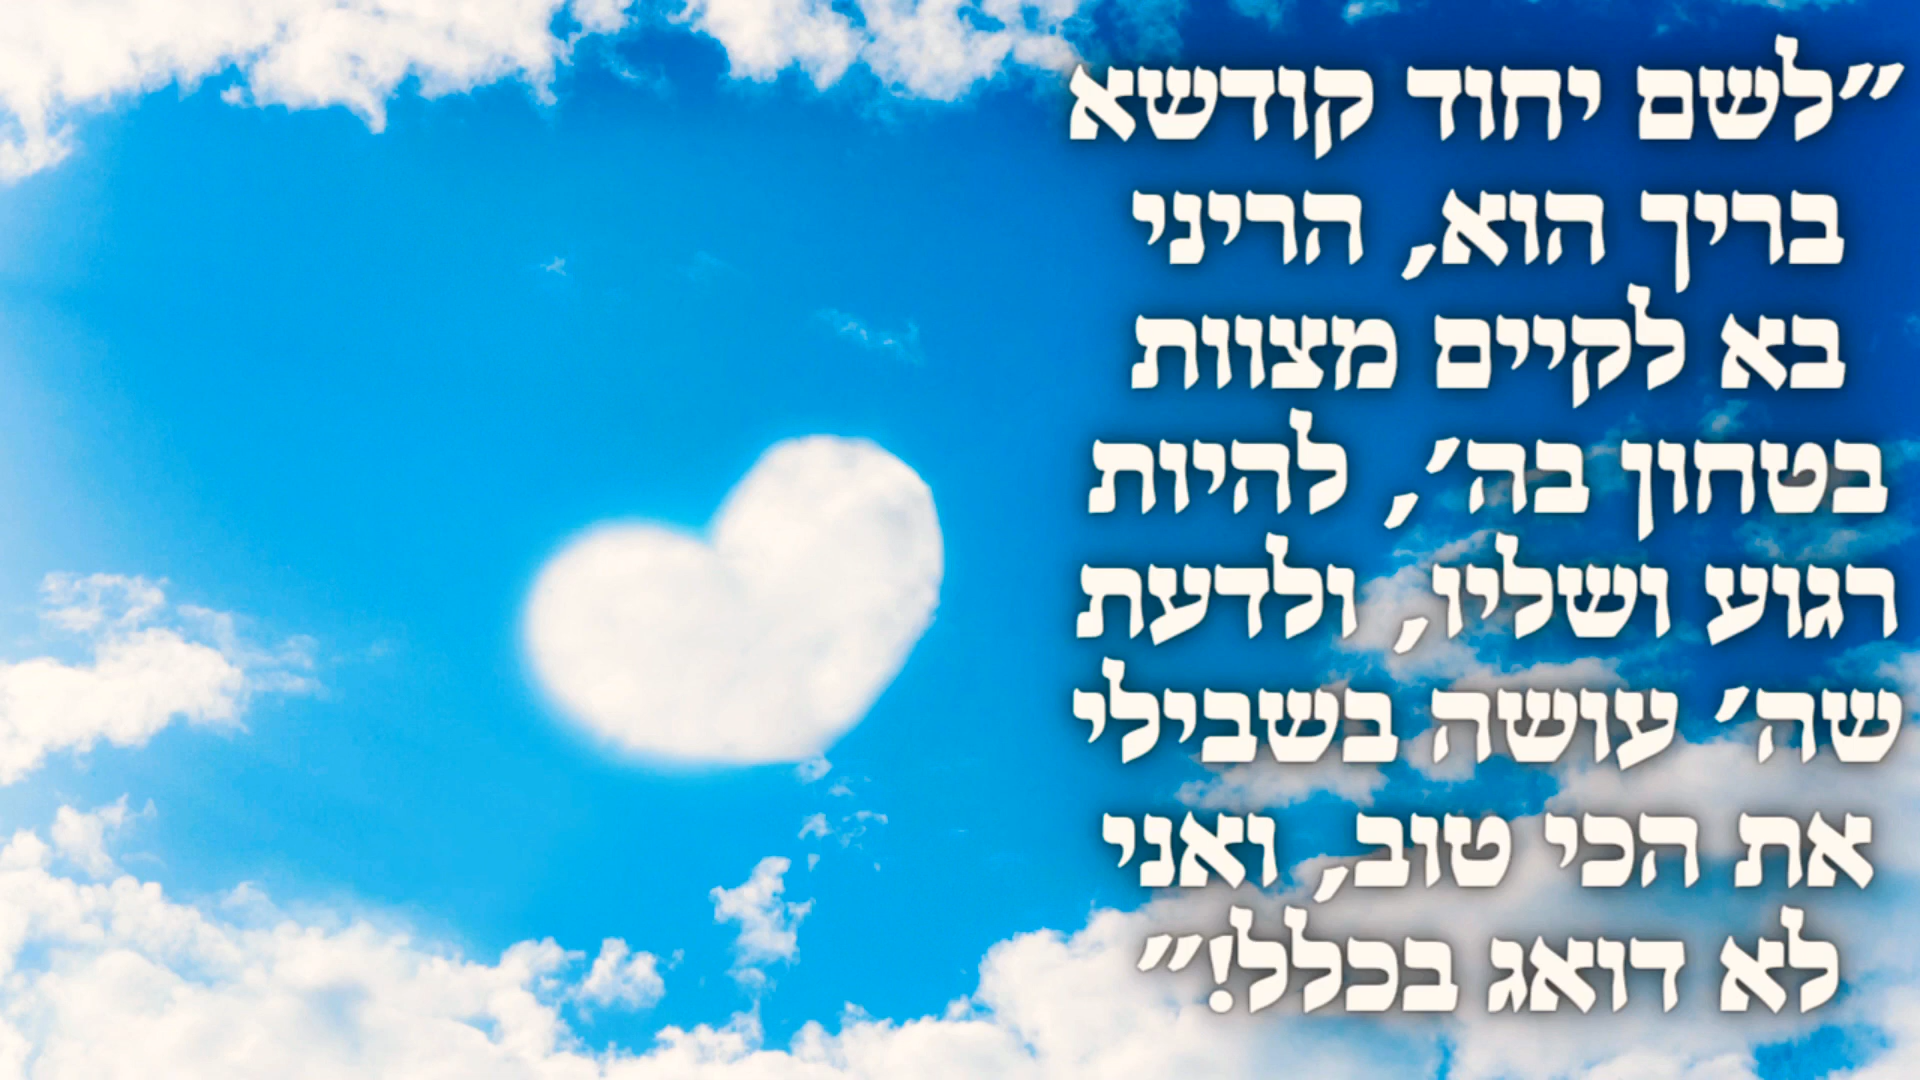 "לשם יחוד קודשא
בריך הוא, הריני
בא לקיים מצוות
בטחון בה', להיות
רגוע ושליו, ולדעת
שה' עושה בשבילי
את הכי טוב, ואני
לא דואג בכלל!"